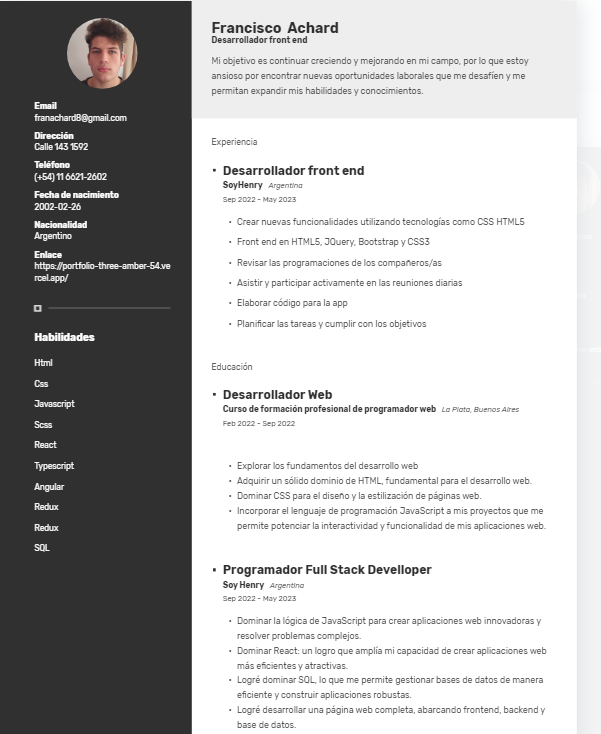 Email
franachard8@gmail.com
Dirección
Calle 143 1592
Teléfono
(+54) 11 6621-2602
Fecha de nacimiento
2002-02-26
Nacionalidad
Argentino
Enlace
https://portfolio-three-amber-54.ve
rcel.app/
Habilidades
Html
Css
Javascript
Scss
React
Typescript
Angular
Redux
Redux
SQL
Francisco Achard
Desarrollador front end
Mi objetivo es continuar creciendo y mejorando en mi campo, por lo que estoy
ansioso por encontrar nuevas oportunidades laborales que me desafíen y me
permitan expandir mis habilidades y conocimientos.
Experiencia
Desarrollador front end
SoyHenry Argentina
Sep 2022 - May 2023
Crear nuevas funcionalidades utilizando tecnologías como CSS HTML5
Front end en HTML5, JQuery, Bootstrap y CSS3
Revisar las programaciones de los compañeros/as
Asistir y participar activamente en las reuniones diarias
Elaborar código para la app
Planificar las tareas y cumplir con los objetivos
Educación
Desarrollador Web
Curso de formación profesional de programador web La Plata, Buenos Aires
Feb 2022 - Sep 2022
Explorar los fundamentos del desarrollo web
Adquirir un sólido dominio de HTML, fundamental para el desarrollo web.
Dominar CSS para el diseño y la estilización de páginas web.
Incorporar el lenguaje de programación JavaScript a mis proyectos que me
permite potenciar la interactividad y funcionalidad de mis aplicaciones web.
Programador Full Stack Develloper
Soy Henry Argentina
Sep 2022 - May 2023
Dominar la lógica de JavaScript para crear aplicaciones web innovadoras y
resolver problemas complejos.
Dominar React: un logro que amplía mi capacidad de crear aplicaciones web
más eficientes y atractivas.
Logré dominar SQL, lo que me permite gestionar bases de datos de manera
eficiente y construir aplicaciones robustas.
Logré desarrollar una página web completa, abarcando frontend, backend y
base de datos.